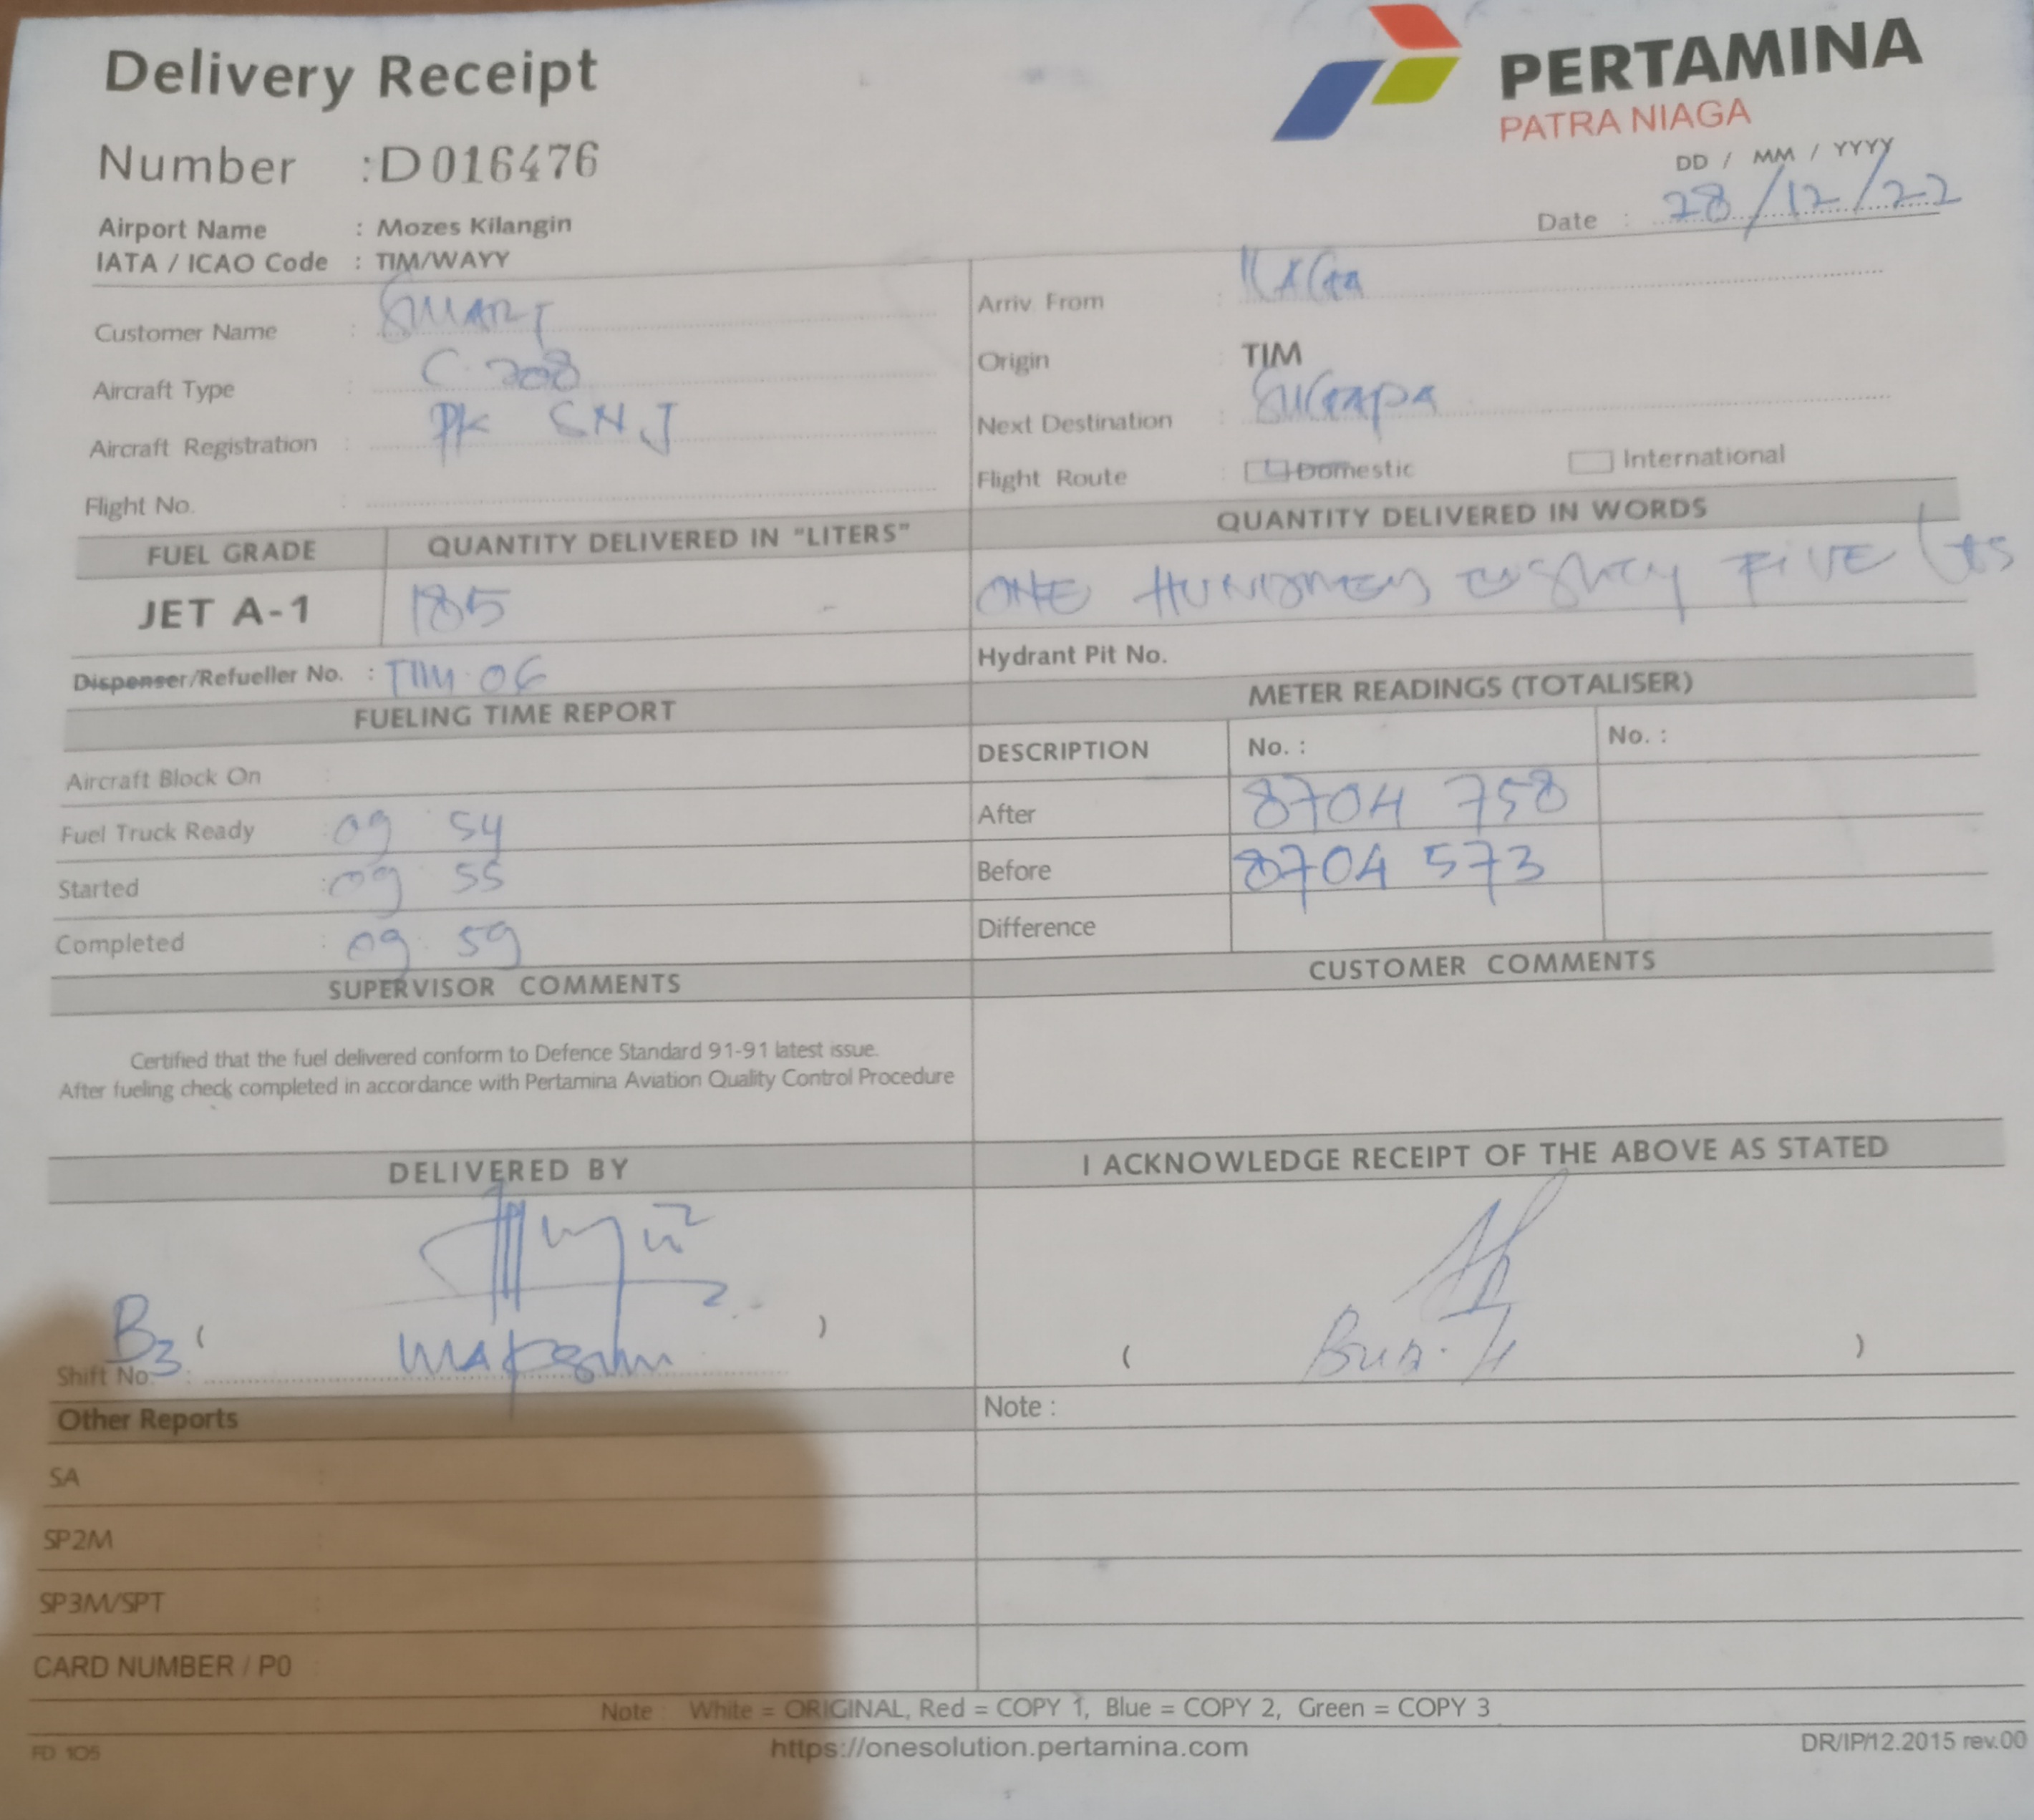 Delivery Receipt
PERTAMINA
PATRA NIAGA
Number : D 016476
DD / MM / YYYY
Date : 28/12/22
Airport Name : Mozes Kilangin
IATA / ICAO Code : TIM/WAYY
Customer Name : SMART
Aircraft Type : C 208
Aircraft Registration : PK SNJ
Flight No. :
Arriv From :
Origin : TIM
Next Destination : SUGAPA
Flight Route : Domestic International
FUEL GRADE QUANTITY DELIVERED IN "LITERS" QUANTITY DELIVERED IN WORDS
JET A-1 185 ONE HUNDRED EIGHTY FIVE Lts
Dispenser/Refueller No. : TIM 06 Hydrant Pit No.
FUELING TIME REPORT METER READINGS (TOTALISER)
Aircraft Block On : DESCRIPTION No. : No. :
Fuel Truck Ready : 09 54 After 8704 758
Started : 09 55 Before 8704 573
Completed : 09 59 Difference
SUPERVISOR COMMENTS CUSTOMER COMMENTS
Certified that the fuel delivered conform to Defence Standard 91-91 latest issue.
After fueling check completed in accordance with Pertamina Aviation Quality Control Procedure
DELIVERED BY I ACKNOWLEDGE RECEIPT OF THE ABOVE AS STATED
B3 ( ) ( )
Shift No. :
Other Reports Note :
SA :
SP2M :
SP3M/SPT :
CARD NUMBER / P0 :
Note : White = ORIGINAL, Red = COPY 1, Blue = COPY 2, Green = COPY 3
FD 105 https://onesolution.pertamina.com DR/IP/12.2015 rev.00